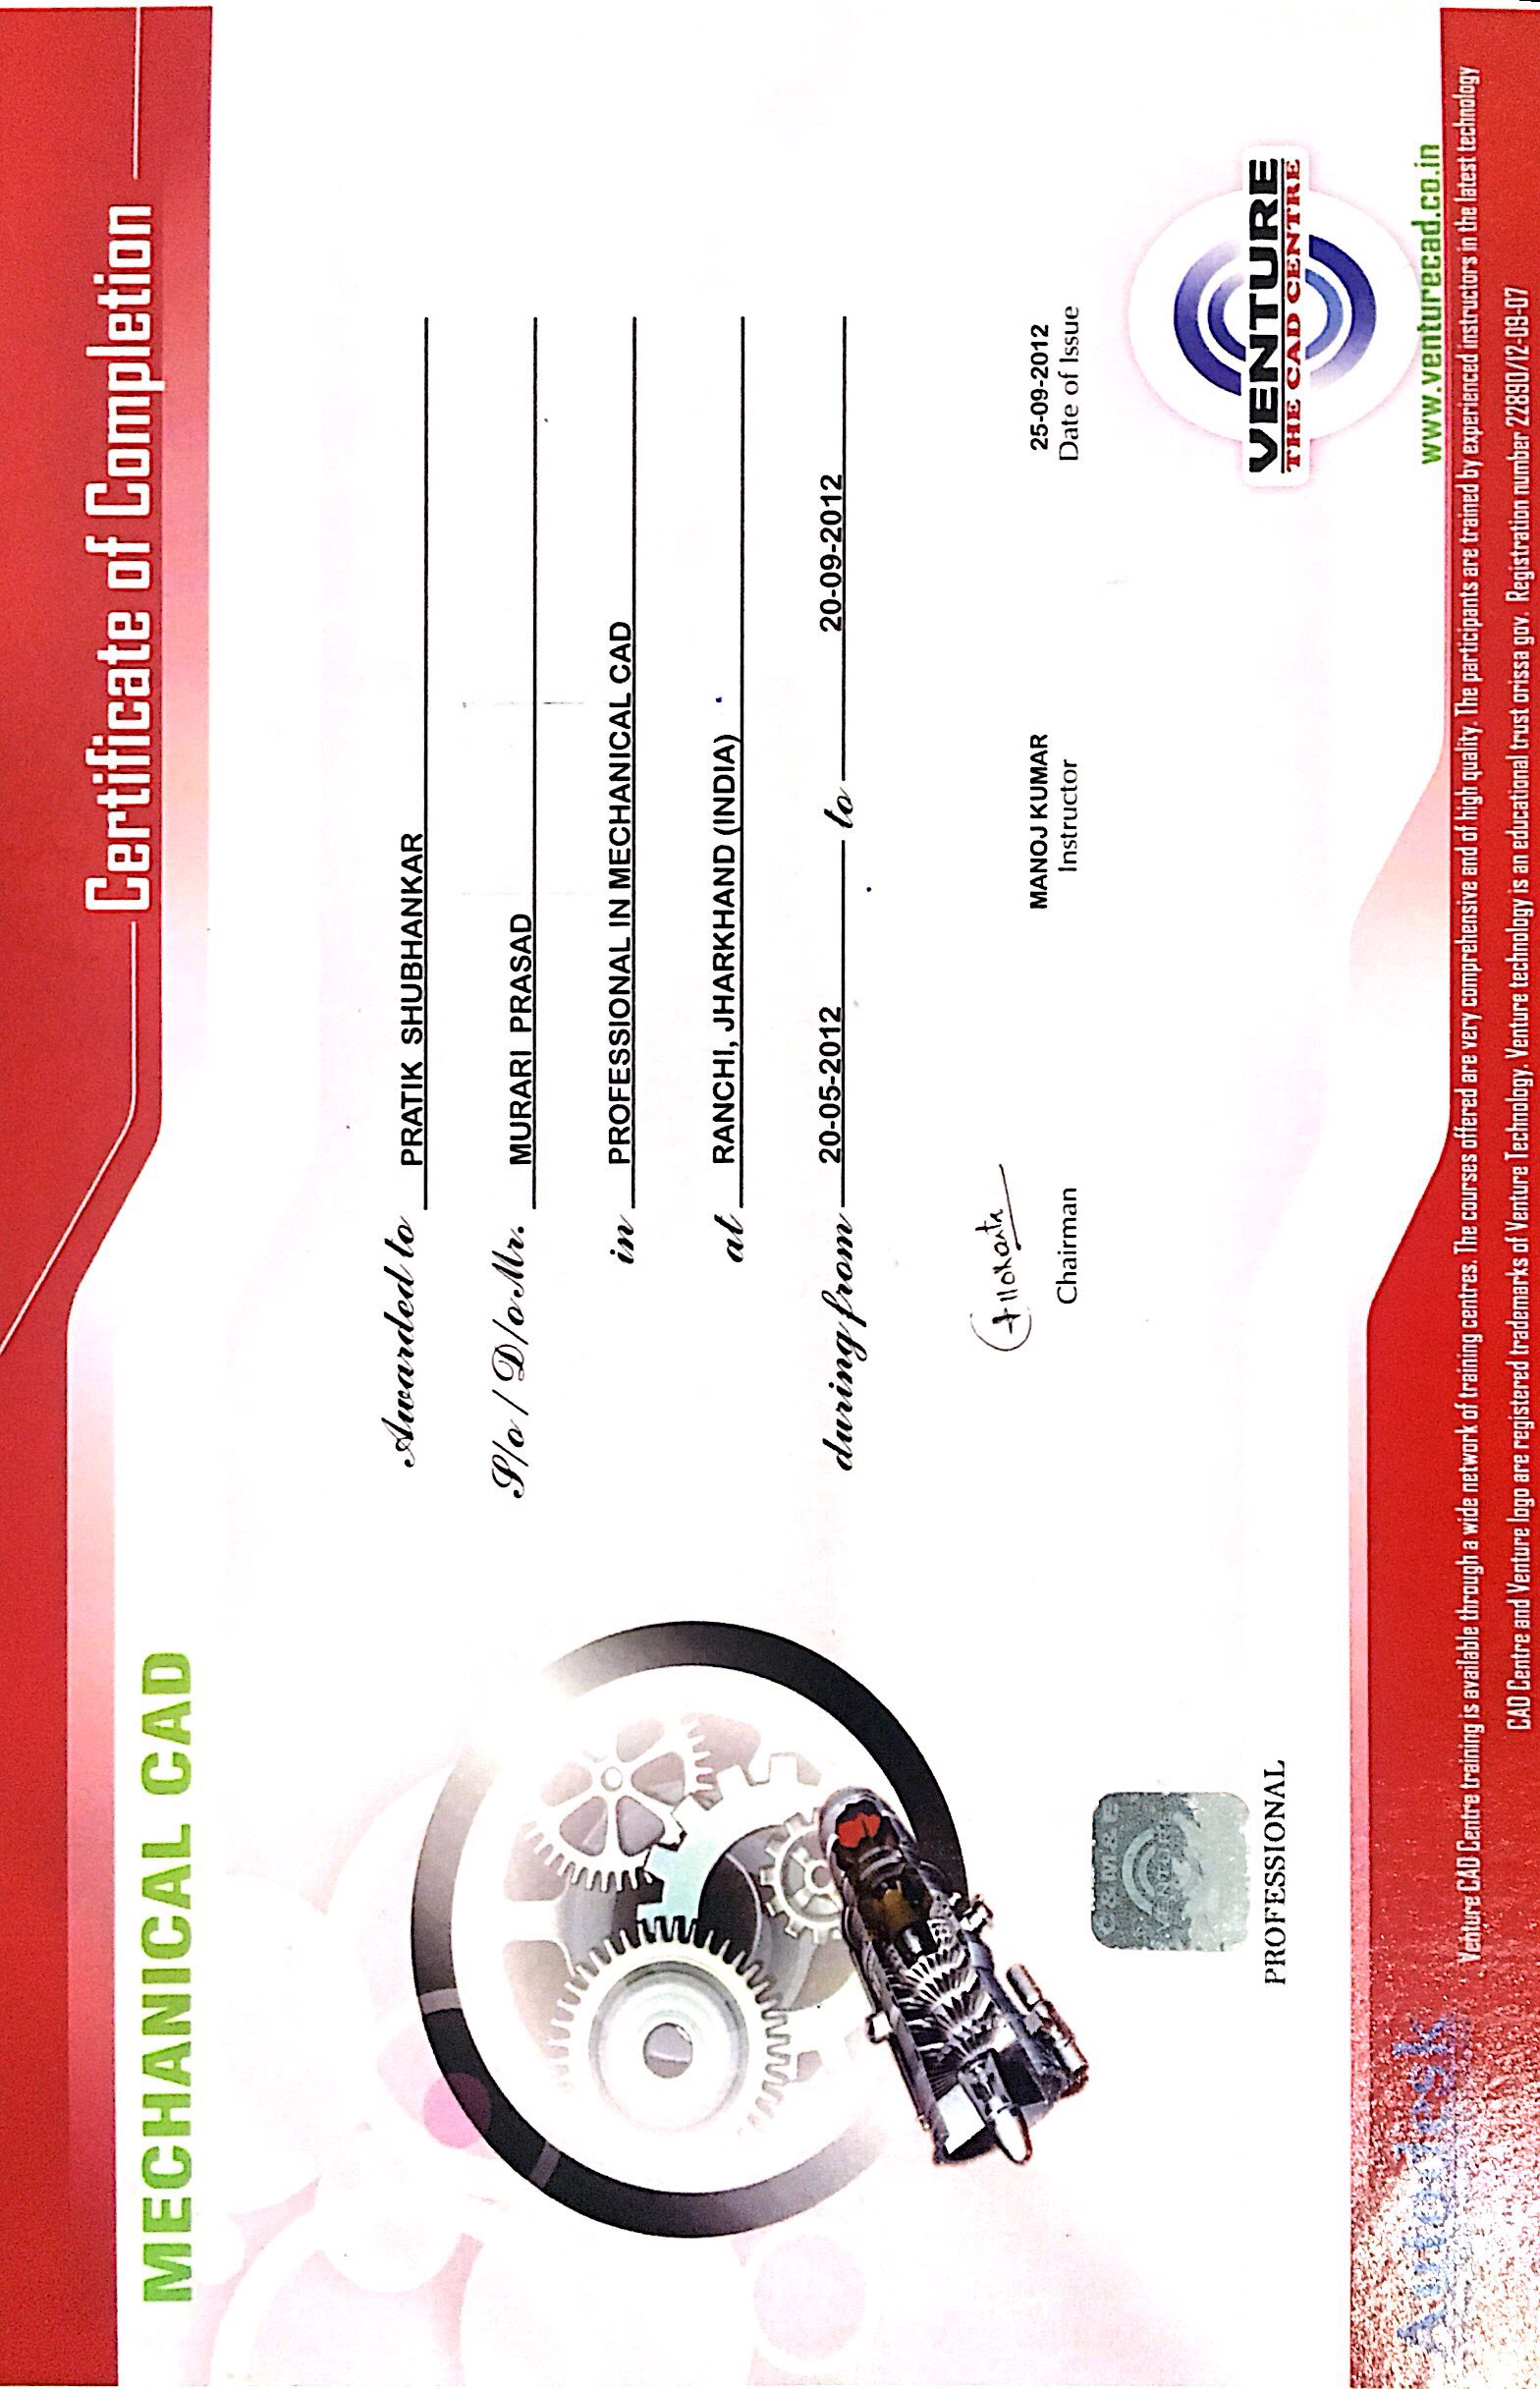 Certificate of Completion
MECHANICAL CAD
Awarded to PRATIK SHUBHANKAR
S/o / D/o Mr. MURARI PRASAD
in PROFESSIONAL IN MECHANICAL CAD
at RANCHI, JHARKHAND (INDIA)
during from 20-05-2012 to 20-09-2012
MANOJ KUMAR 25-09-2012
Chairman Instructor Date of Issue
PROFESSIONAL
VENTURE
THE CAD CENTRE
www.venturecad.co.in
Autodesk
Venture CAD Centre training is available through a wide network of training centres. The courses offered are very comprehensive and of high quality. The participants are trained by experienced instructors in the latest technology
CAD Centre and Venture logo are registered trademarks of Venture Technology. Venture technology is an educational trust orissa gov. Registration number 22890/12-09-07